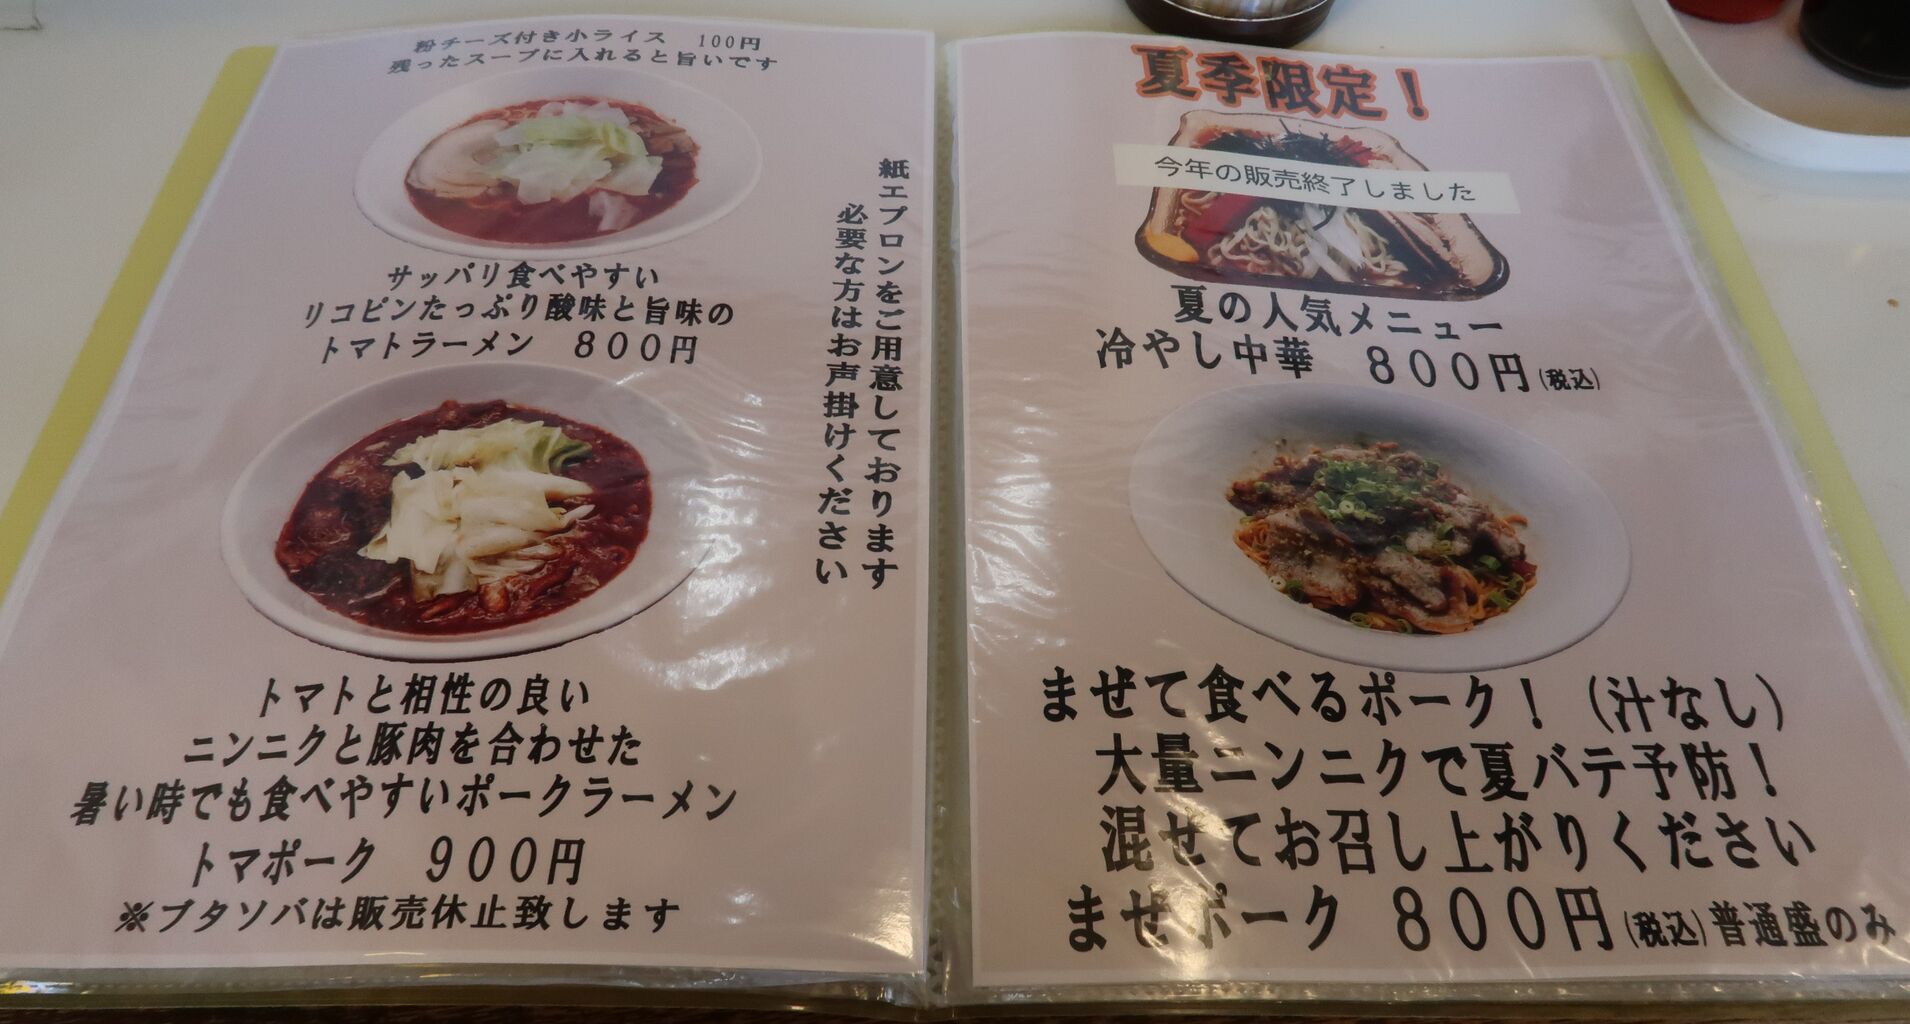 粉チーズ付き小ライス　100円
残ったスープに入れると旨いです
紙エプロンをご用意しております
必要な方はお声掛けください
サッパリ食べやすい
リコピンたっぷり酸味と旨味の
トマトラーメン　８００円
トマトと相性の良い
ニンニクと豚肉を合わせた
暑い時でも食べやすいポークラーメン
トマポーク　９００円
※ブタソバは販売休止致します
夏季限定！
今年の販売終了しました
夏の人気メニュー
冷やし中華　８００円(税込)
まぜて食べるポーク！（汁なし）
大量ニンニクで夏バテ予防！
混ぜてお召し上がりください
まぜポーク　８００円(税込)普通盛のみ